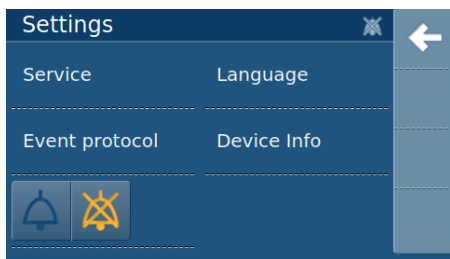 Settings
Service
Language
Event protocol
Device Info